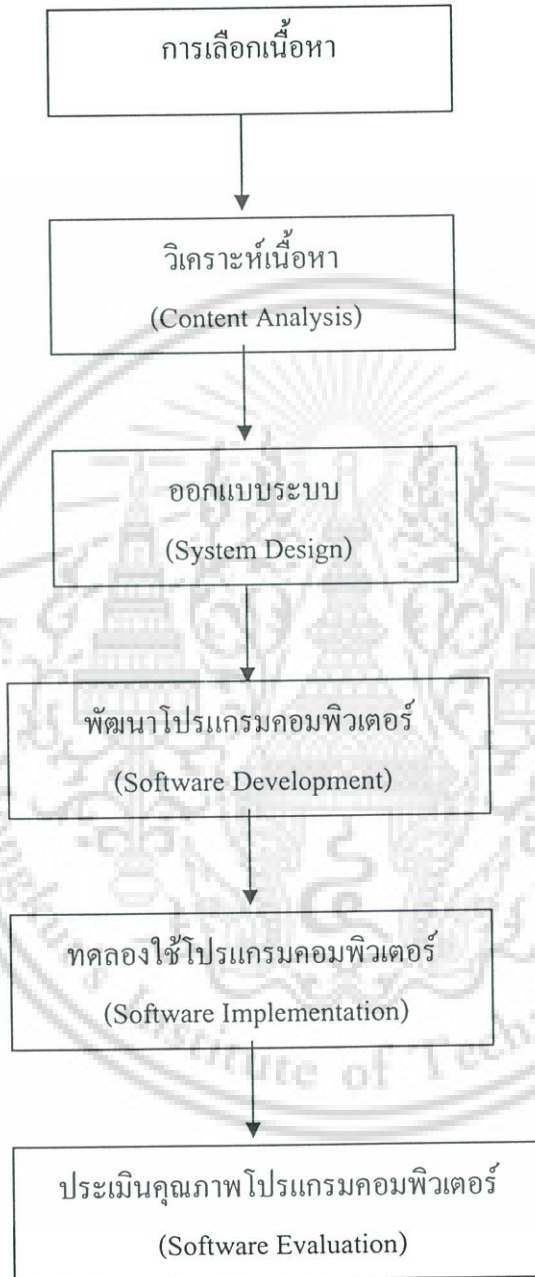 การเลือกเนื้อหา
วิเคราะห์เนื้อหา
(Content Analysis)
ออกแบบระบบ
(System Design)
พัฒนาโปรแกรมคอมพิวเตอร์
(Software Development)
ทดลองใช้โปรแกรมคอมพิวเตอร์
(Software Implementation)
ประเมินคุณภาพโปรแกรมคอมพิวเตอร์
(Software Evaluation)